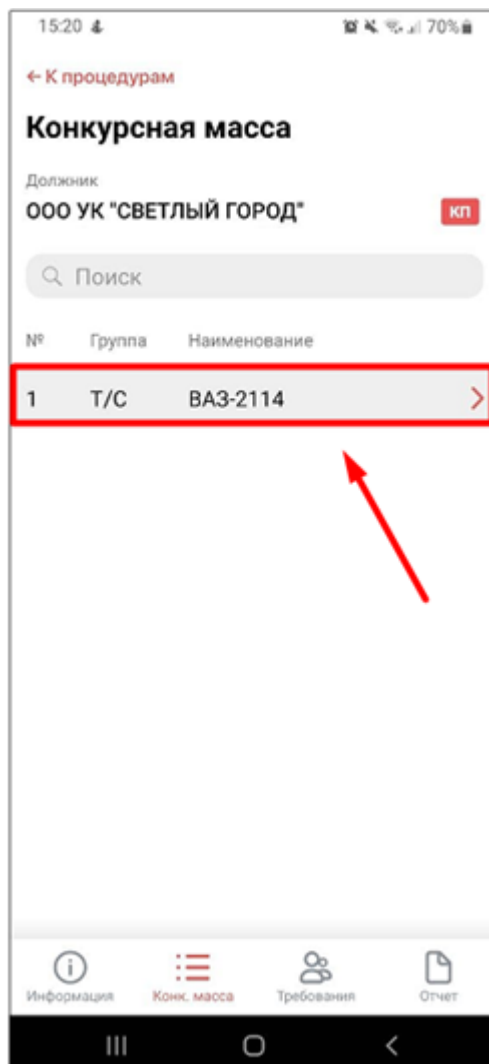 15:20 70%
← К процедурам
Конкурсная масса
Должник
ООО УК "СВЕТЛЫЙ ГОРОД" КП
Поиск
№ Группа Наименование
1 Т/С ВАЗ-2114
Информация Конк. масса Требования Отчет